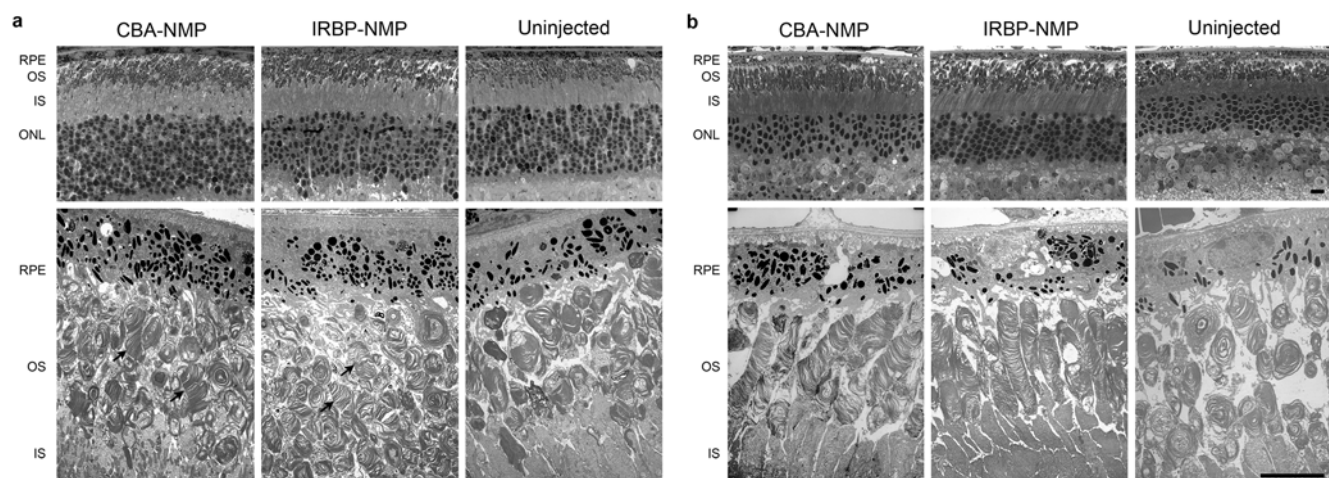 a
CBA-NMP IRBP-NMP Uninjected
RPE
OS
IS
ONL
RPE
OS
IS
b
CBA-NMP IRBP-NMP Uninjected
RPE
OS
IS
ONL
RPE
OS
IS